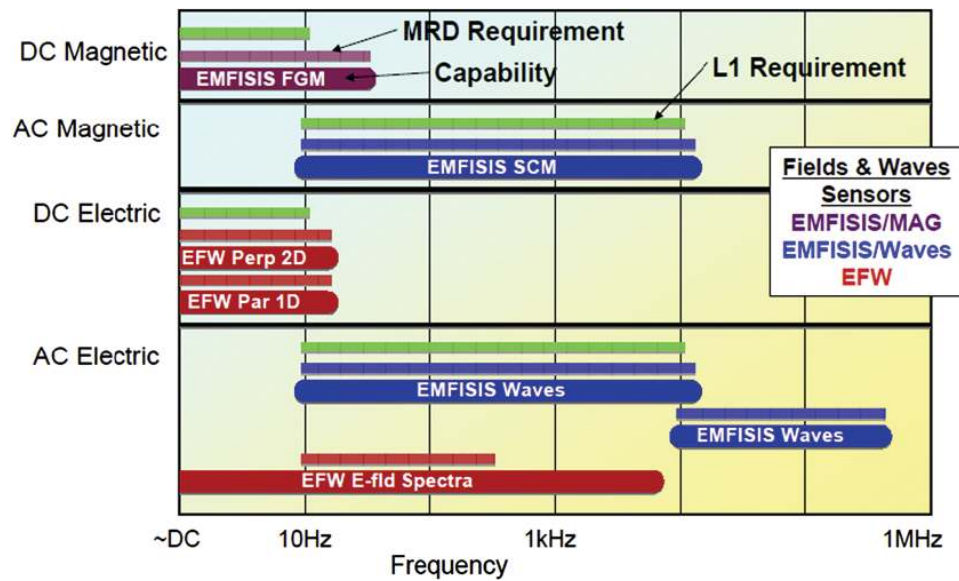 DC Magnetic
MRD Requirement
EMFISIS FGM
Capability
L1 Requirement
AC Magnetic
EMFISIS SCM
Fields & Waves
Sensors
EMFISIS/MAG
EMFISIS/Waves
EFW
DC Electric
EFW Perp 2D
EFW Par 1D
AC Electric
EMFISIS Waves
EMFISIS Waves
EFW E-fld Spectra
~DC 10Hz 1kHz 1MHz
Frequency